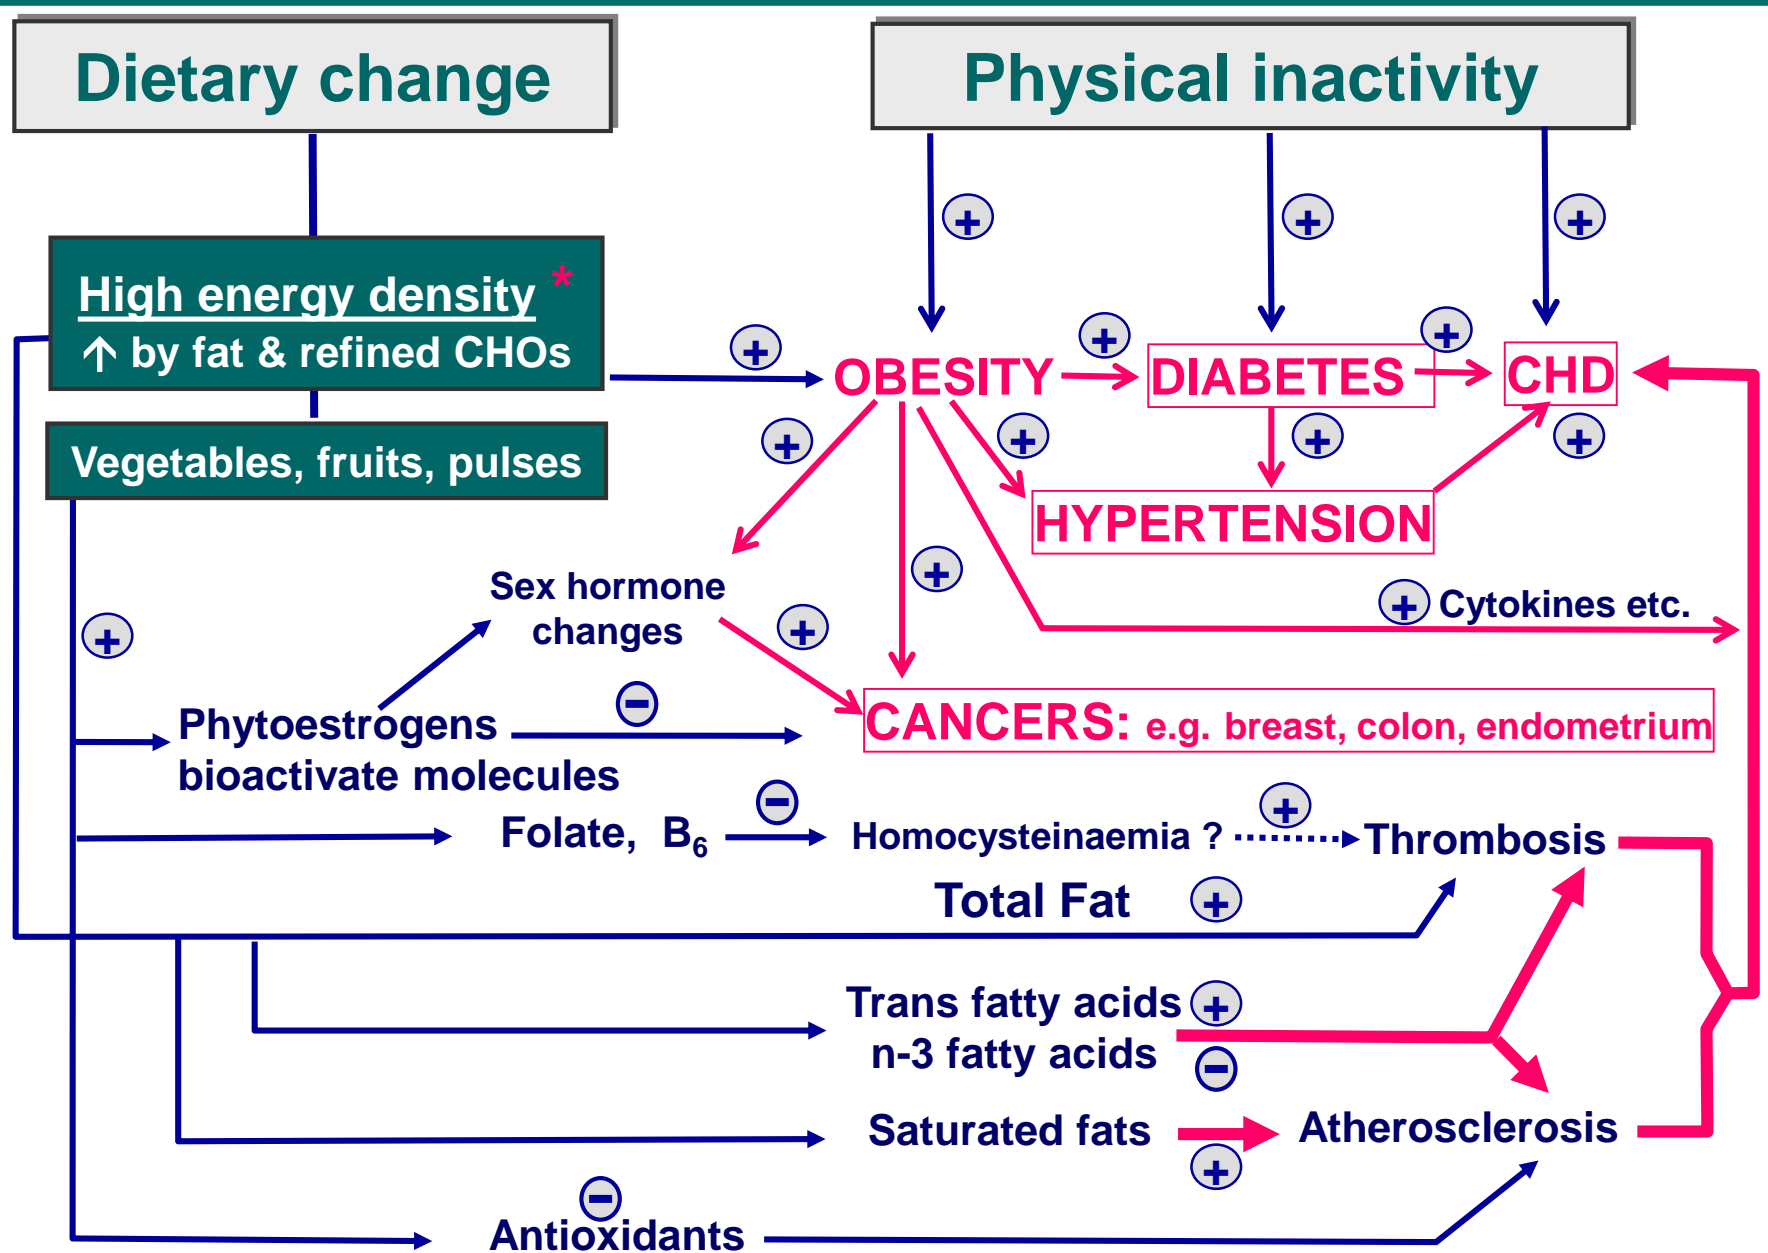 Dietary change
Physical inactivity
+ + +
High energy density *
↑ by fat & refined CHOs
+ + +
OBESITY
DIABETES
CHD
Vegetables, fruits, pulses
+ + + +
HYPERTENSION
Sex hormone
changes
+
+ Cytokines etc.
+ +
Phytoestrogens
bioactivate molecules
−
CANCERS: e.g. breast, colon, endometrium
Folate, B6
−
Homocysteinaemia ?
+
Thrombosis
Total Fat +
Trans fatty acids +
n-3 fatty acids −
Saturated fats +
Atherosclerosis
−
Antioxidants